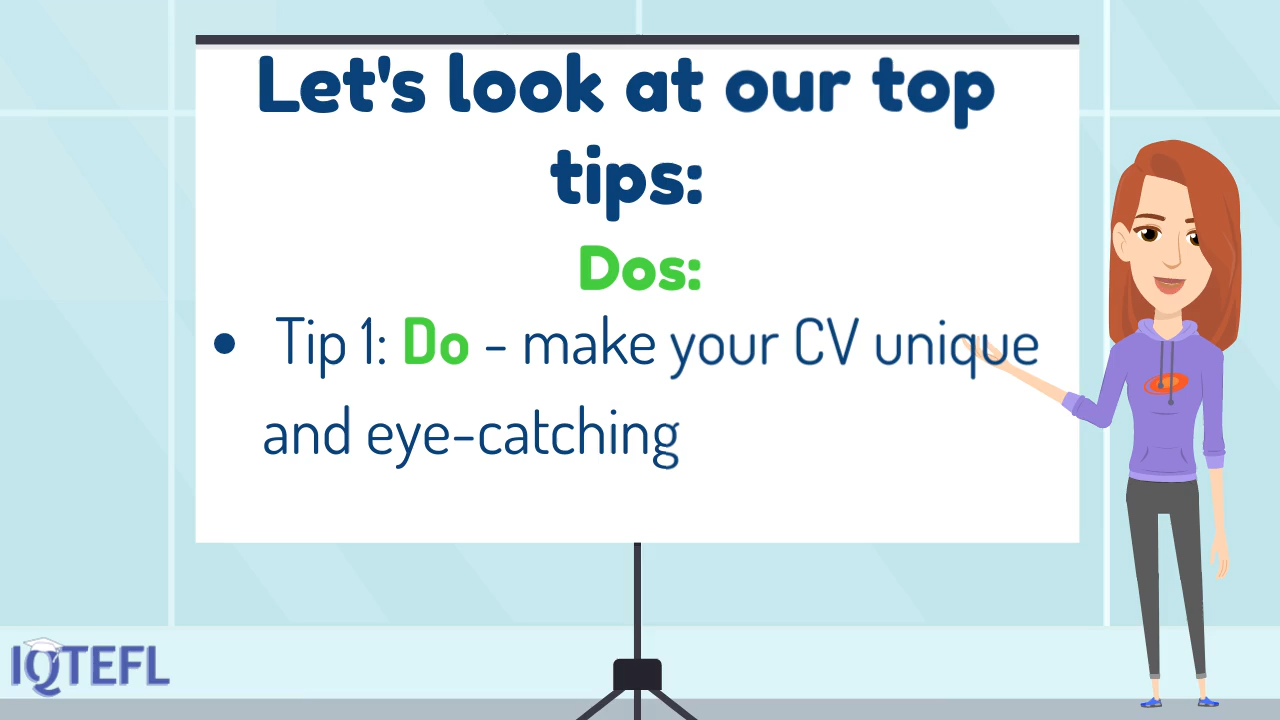 Let's look at our top
tips:
Dos:
• Tip 1: Do - make your CV unique
and eye-catching
IQTEFL